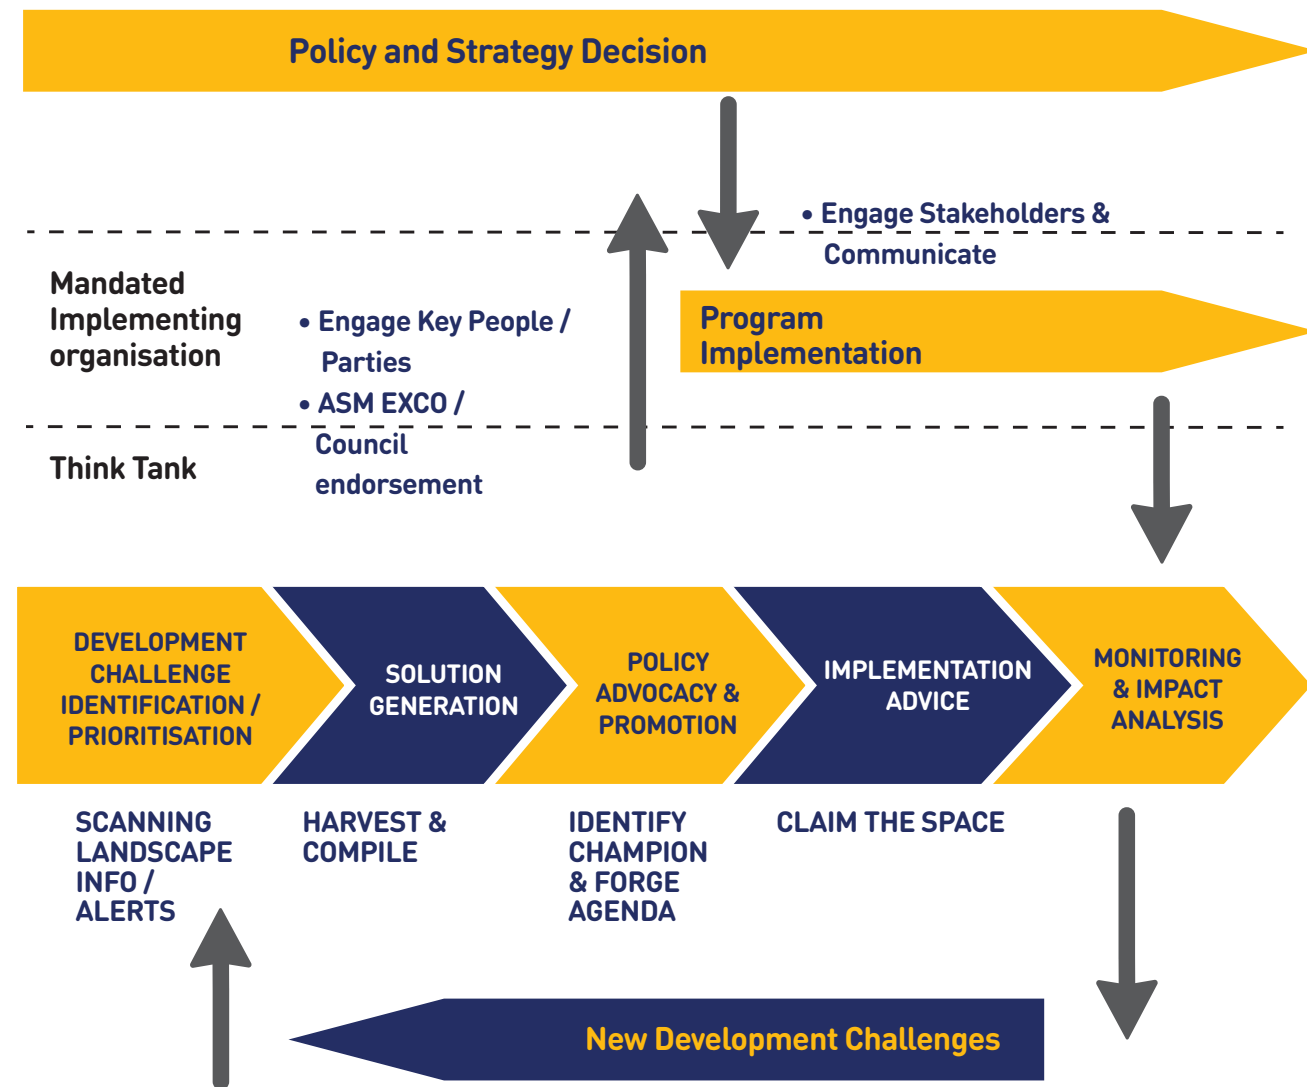 Policy and Strategy Decision
• Engage Stakeholders &
Communicate
Mandated
Implementing
organisation
• Engage Key People /
Parties
• ASM EXCO /
Council
endorsement
Program
Implementation
Think Tank
DEVELOPMENT
CHALLENGE
IDENTIFICATION /
PRIORITISATION
SOLUTION
GENERATION
POLICY
ADVOCACY &
PROMOTION
IMPLEMENTATION
ADVICE
MONITORING
& IMPACT
ANALYSIS
SCANNING
LANDSCAPE
INFO /
ALERTS
HARVEST &
COMPILE
IDENTIFY
CHAMPION
& FORGE
AGENDA
CLAIM THE SPACE
New Development Challenges